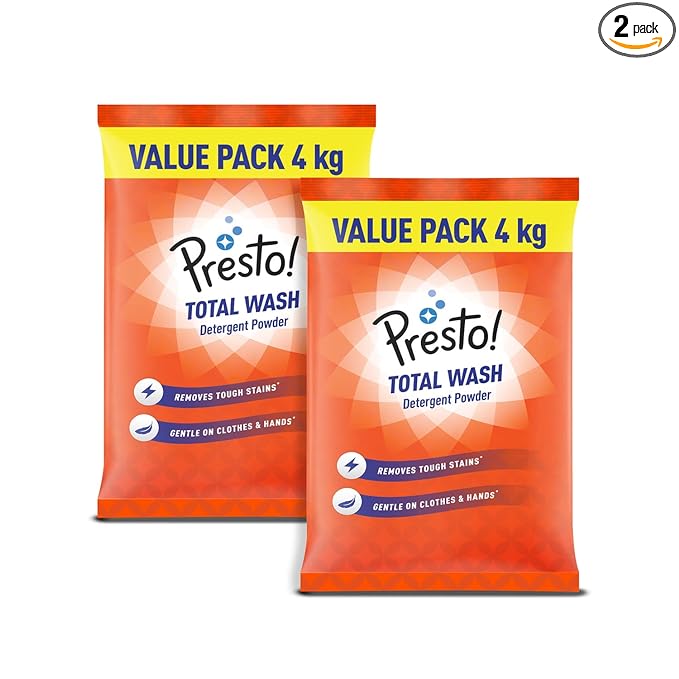 2 pack
VALUE PACK 4 kg
Presto!
TOTAL WASH
Detergent Powder
REMOVES TOUGH STAINS*
GENTLE ON CLOTHES & HANDS*
VALUE PACK 4 kg
Presto!
TOTAL WASH
Detergent Powder
REMOVES TOUGH STAINS*
GENTLE ON CLOTHES & HANDS*